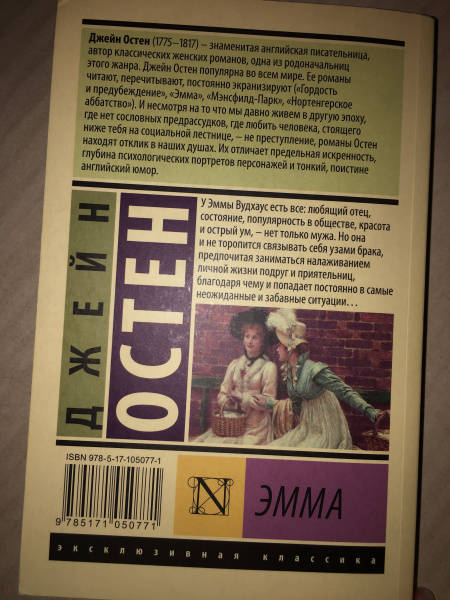 Джейн Остен (1775–1817) – знаменитая английская писательница,
автор классических женских романов, одна из родоначальниц
этого жанра. Джейн Остен популярна во всем мире. Ее романы
читают, перечитывают, постоянно экранизируют («Гордость
и предубеждение», «Эмма», «Мэнсфилд-Парк», «Нортенгерское
аббатство»). И несмотря на то что мы давно живем в другую эпоху,
где нет сословных предрассудков, где любить человека, стоящего
ниже тебя на социальной лестнице, – не преступление, романы Остен
находят отклик в наших душах. Их отличает предельная искренность,
глубина психологических портретов персонажей и тонкий, поистине
английский юмор.
ДЖЕЙН
ОСТЕН
У Эммы Вудхаус есть все: любящий отец,
состояние, популярность в обществе, красота
и острый ум, – нет только мужа. Но она
и не торопится связывать себя узами брака,
предпочитая заниматься налаживанием
личной жизни подруг и приятельниц,
благодаря чему и попадает постоянно в самые
неожиданные и забавные ситуации...
ISBN 978-5-17-105077-1
9 785171 050771
N
ЭММА
эксклюзивная классика